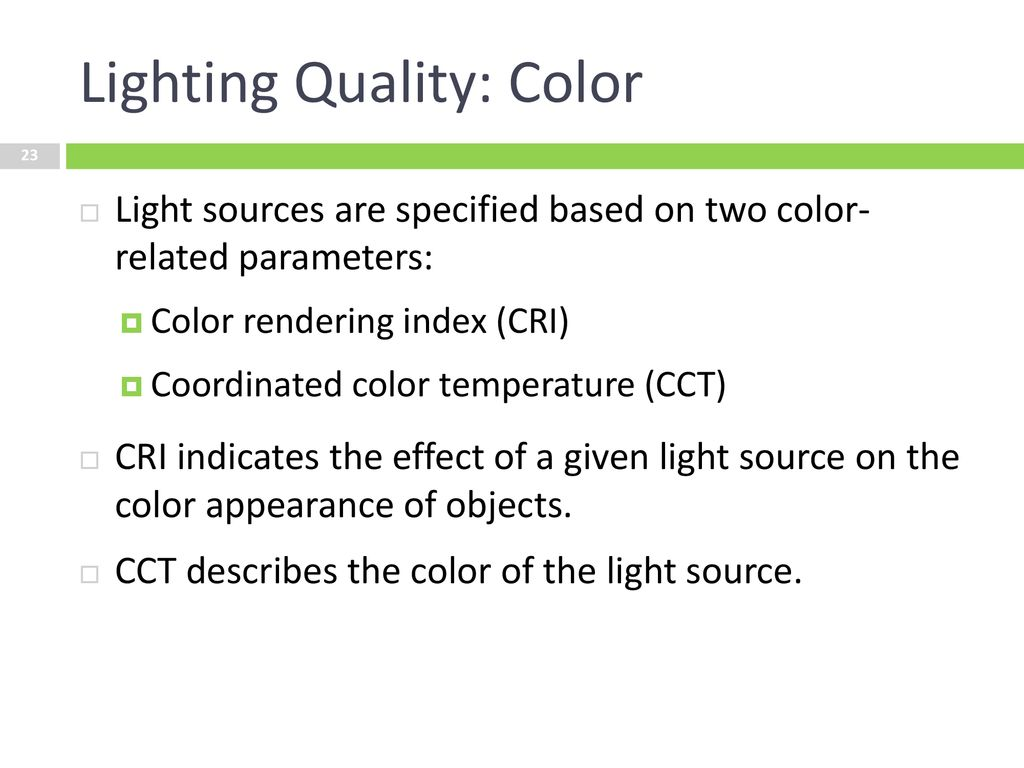 Lighting Quality: Color
23
Light sources are specified based on two color-
related parameters:
Color rendering index (CRI)
Coordinated color temperature (CCT)
CRI indicates the effect of a given light source on the
color appearance of objects.
CCT describes the color of the light source.